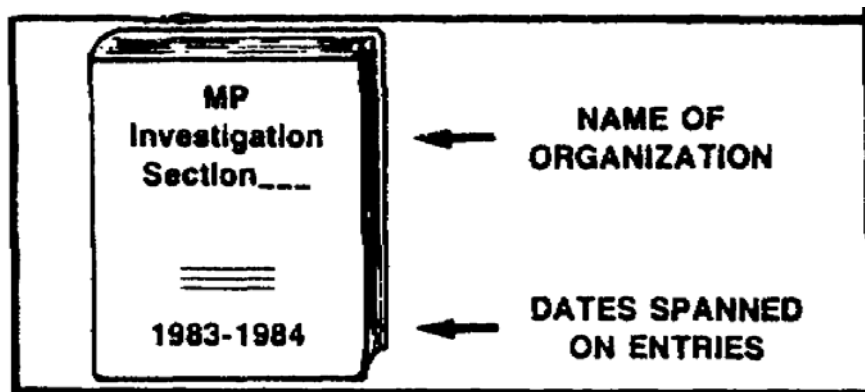 MP
Investigation
Section___
NAME OF
ORGANIZATION
1983-1984
DATES SPANNED
ON ENTRIES